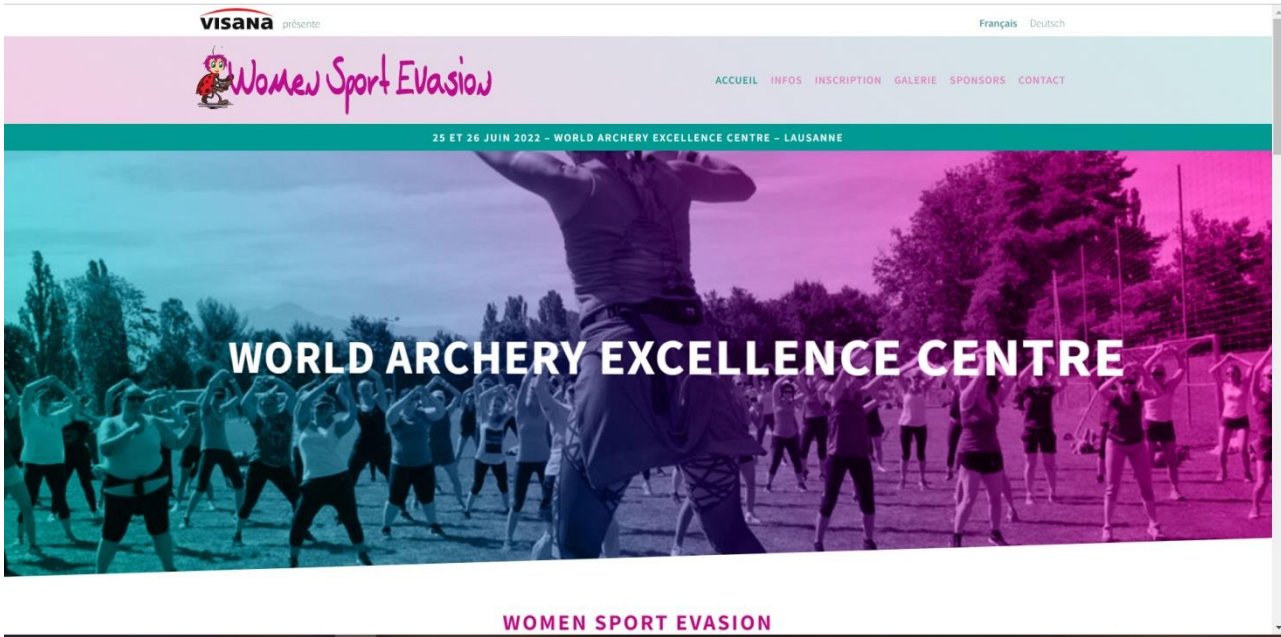 VISANA présente
Français Deutsch
Women Sport Evasion
ACCUEIL INFOS INSCRIPTION GALERIE SPONSORS CONTACT
25 ET 26 JUIN 2022 – WORLD ARCHERY EXCELLENCE CENTRE – LAUSANNE
WORLD ARCHERY EXCELLENCE CENTRE
WOMEN SPORT EVASION